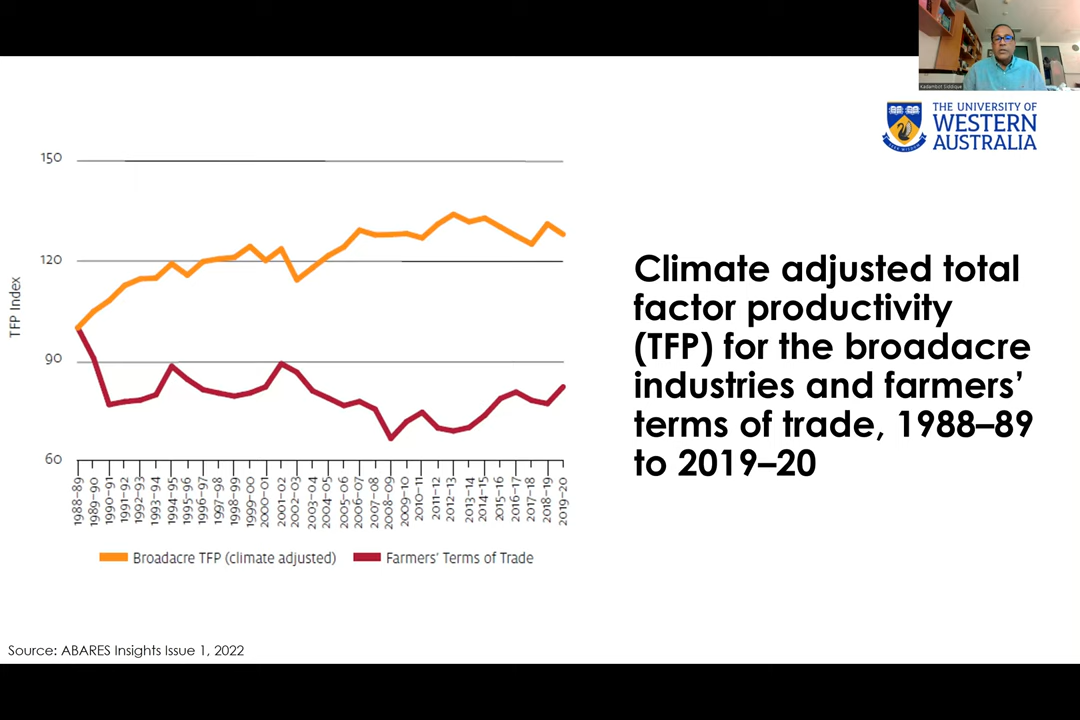 Kadambot Siddique
THE UNIVERSITY OF
WESTERN
AUSTRALIA
150
120
90
60
TFP Index
1988–89
1989–90
1990–91
1991–92
1992–93
1993–94
1994–95
1995–96
1996–97
1997–98
1998–99
1999–00
2000–01
2001–02
2002–03
2003–04
2004–05
2005–06
2006–07
2007–08
2008–09
2009–10
2010–11
2011–12
2012–13
2013–14
2014–15
2015–16
2016–17
2017–18
2018–19
2019–20
Broadacre TFP (climate adjusted)
Farmers’ Terms of Trade
Climate adjusted total
factor productivity
(TFP) for the broadacre
industries and farmers’
terms of trade, 1988–89
to 2019–20
Source: ABARES Insights Issue 1, 2022